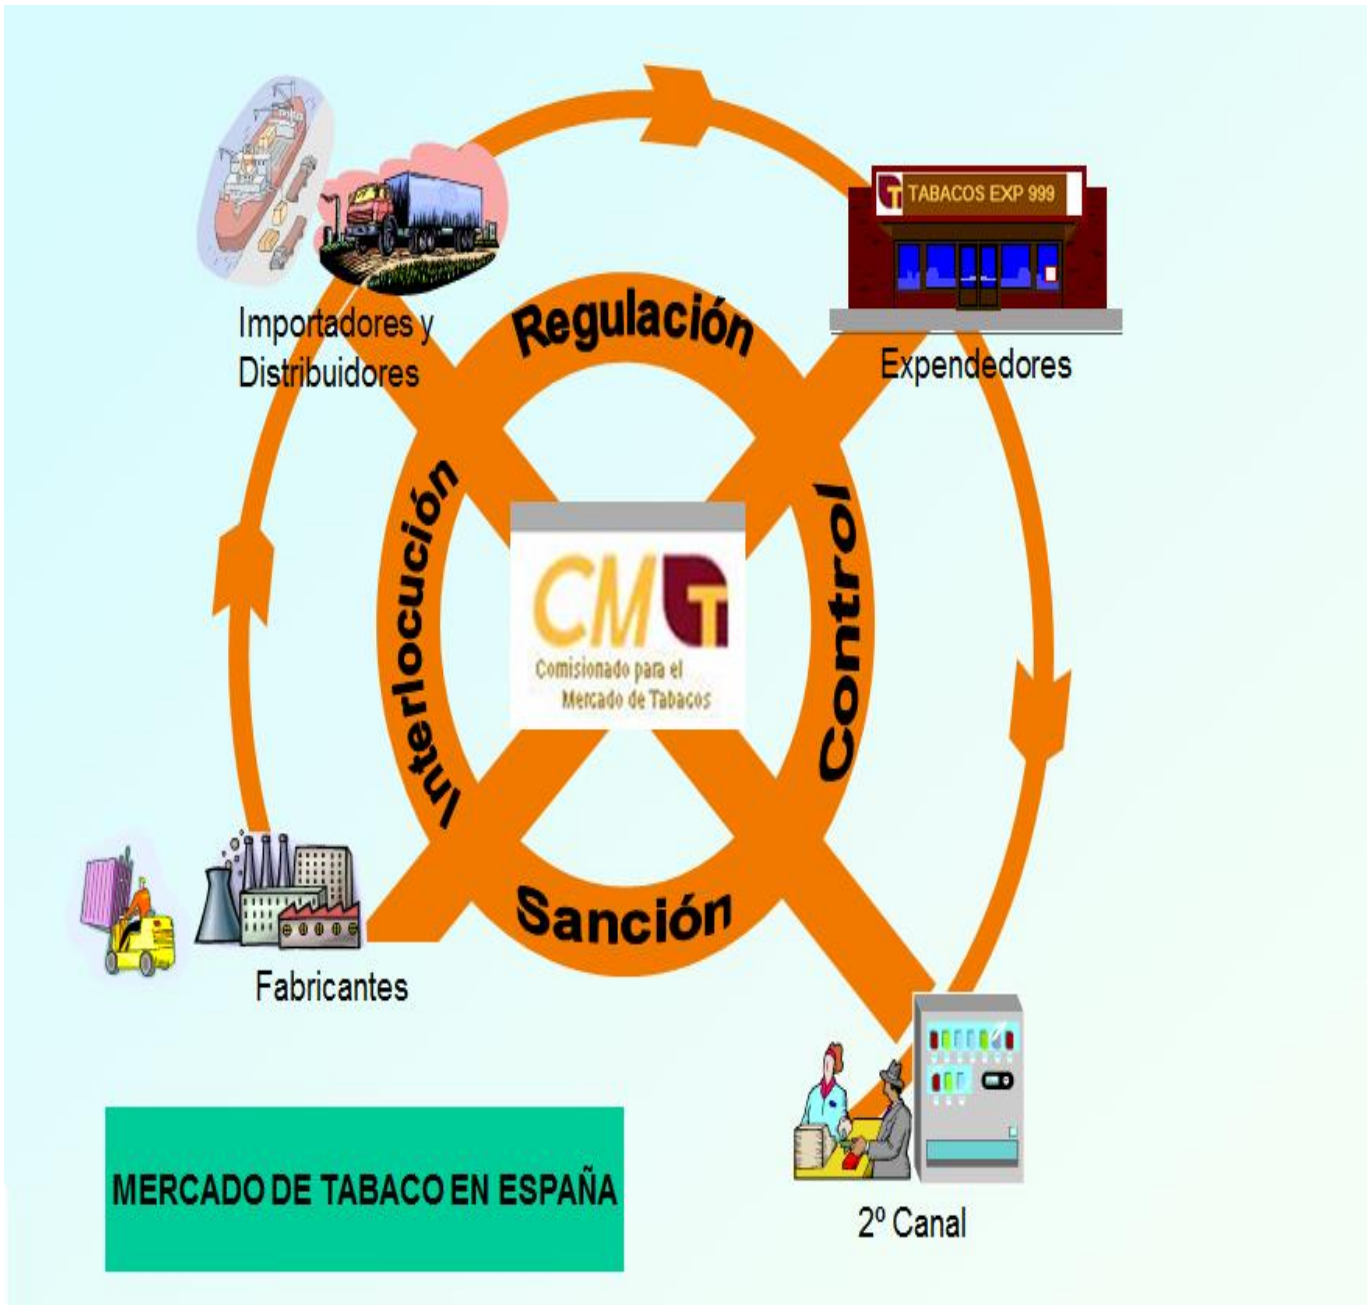 TABACOS EXP 999
Importadores y
Distribuidores
Regulación
Expendedores
Interlocución
Control
CMT
Comisionado para el
Mercado de Tabacos
Sanción
Fabricantes
MERCADO DE TABACO EN ESPAÑA
2º Canal